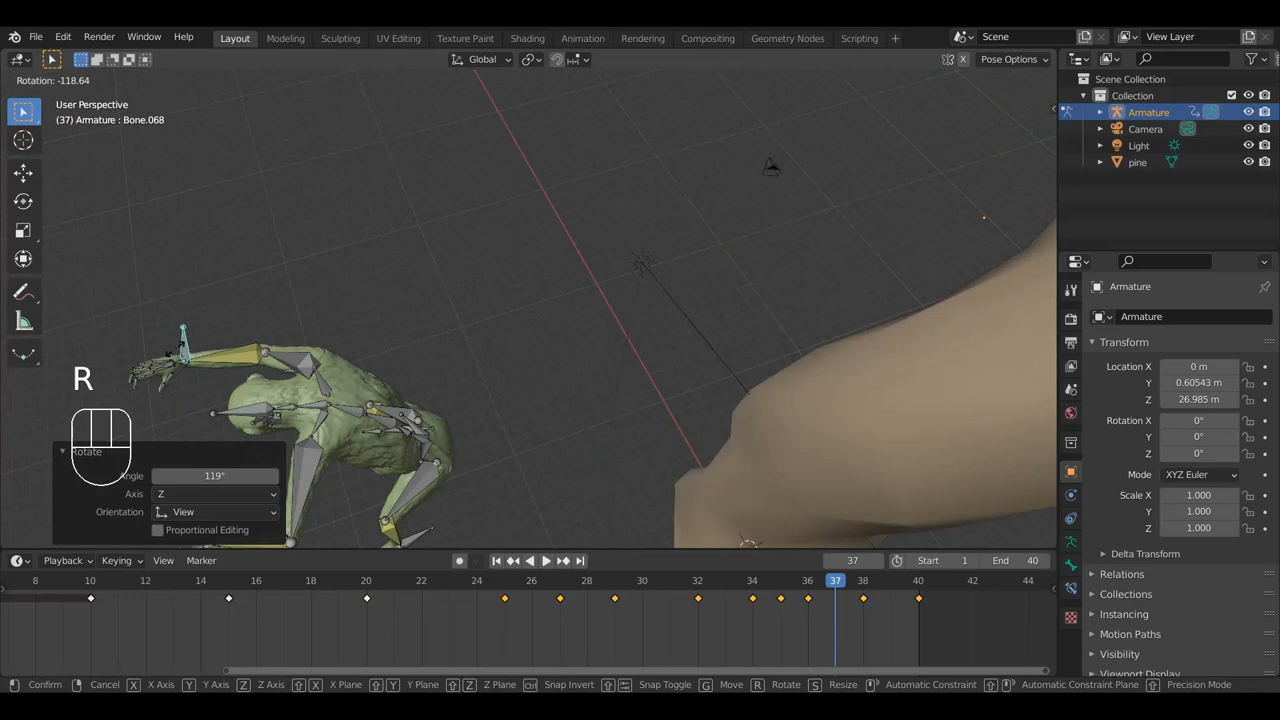 File Edit Render Window Help Layout Modeling Sculpting UV Editing Texture Paint Shading Animation Rendering Compositing Geometry Nodes Scripting + Scene View Layer
Global X Pose Options
Rotation: -118.64
User Perspective
(37) Armature : Bone.068
Scene Collection
Collection
Armature
Camera
Light
pine
Armature
Armature
Transform
Location X 0 m
Y 0.60543 m
Z 26.985 m
Rotation X 0°
Y 0°
Z 0°
Mode XYZ Euler
Scale X 1.000
Y 1.000
Z 1.000
Delta Transform
Relations
Collections
Instancing
Motion Paths
Visibility
Viewport Display
R
Rotate
Angle 119°
Axis Z
Orientation View
Proportional Editing
Playback Keying View Marker 37 Start 1 End 40
8 10 12 14 16 18 20 22 24 26 28 30 32 34 36 37 38 40 42 44
Confirm Cancel X X Axis Y Y Axis Z Z Axis X X Plane Y Y Plane Z Z Plane Ctrl Snap Invert Snap Toggle G Move R Rotate S Resize Automatic Constraint Automatic Constraint Plane Precision Mode